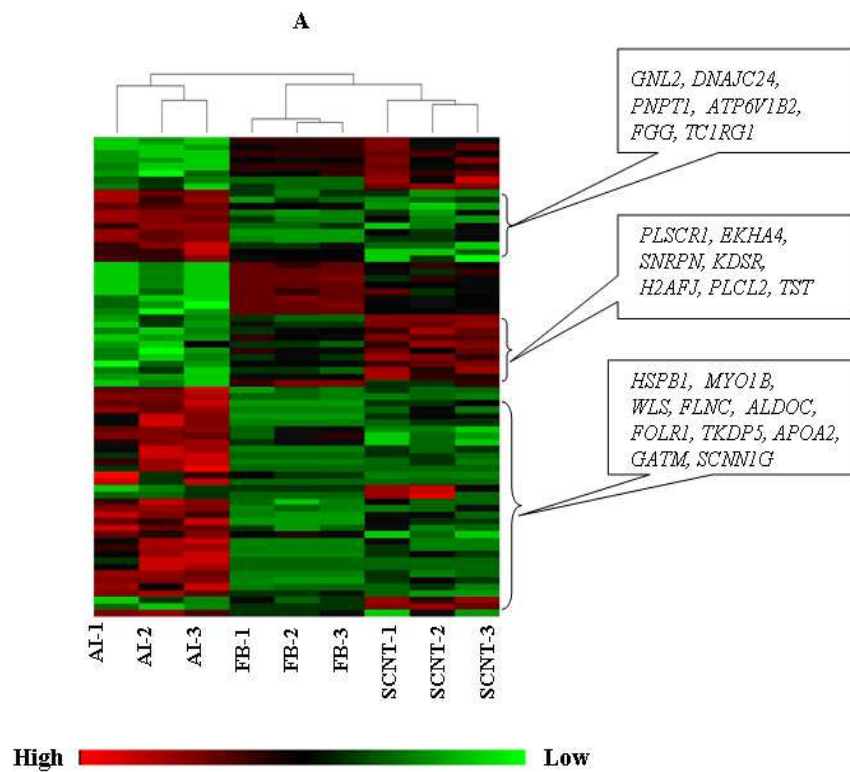 A
GNL2, DNAJC24,
PNPT1, ATP6V1B2,
FGG, TC1RG1
PLSCR1, EKHA4,
SNRPN, KDSR,
H2AFJ, PLCL2, TST
HSPB1, MYO1B,
WLS, FLNC, ALDOC,
FOLR1, TKDP5, APOA2,
GATM, SCNN1G
AI-1
AI-2
AI-3
FB-1
FB-2
FB-3
SCNT-1
SCNT-2
SCNT-3
High
Low